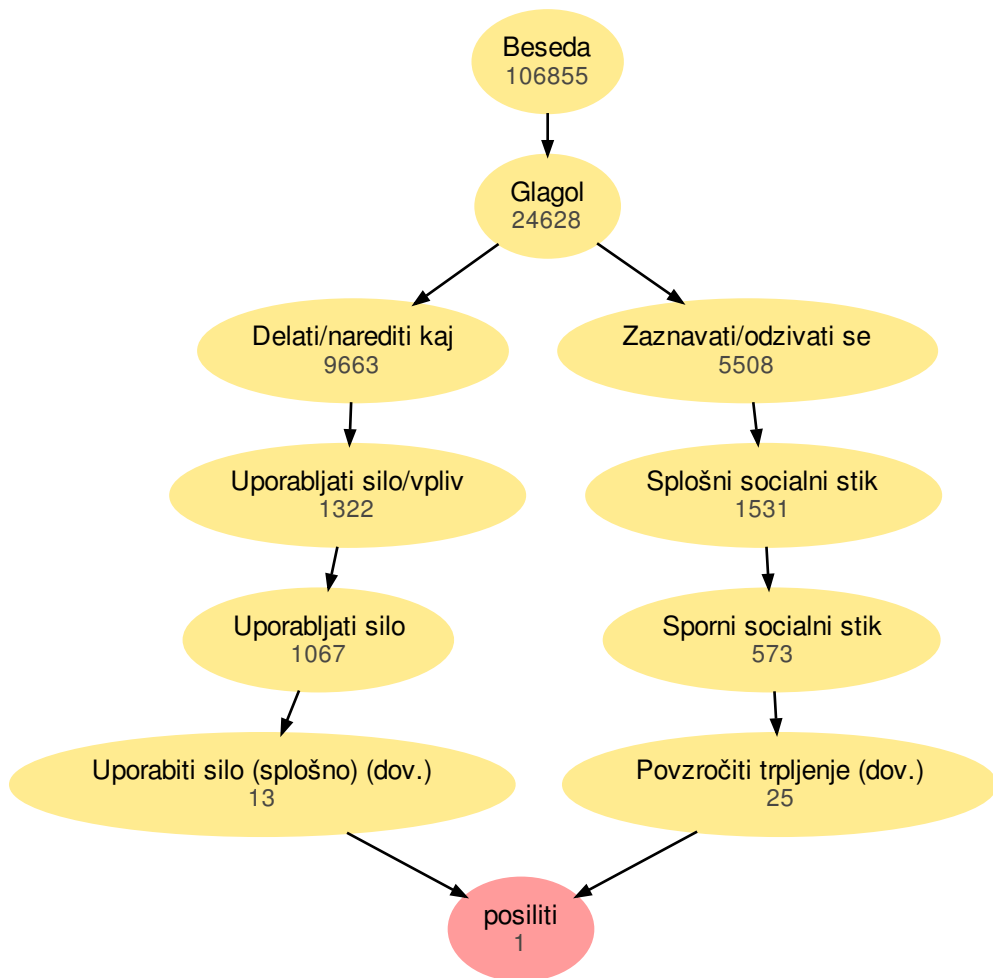 Beseda
106855
Glagol
24628
Delati/narediti kaj
9663
Zaznavati/odzivati se
5508
Uporabljati silo/vpliv
1322
Splošni socialni stik
1531
Uporabljati silo
1067
Sporni socialni stik
573
Uporabiti silo (splošno) (dov.)
13
Povzročiti trpljenje (dov.)
25
posiliti
1